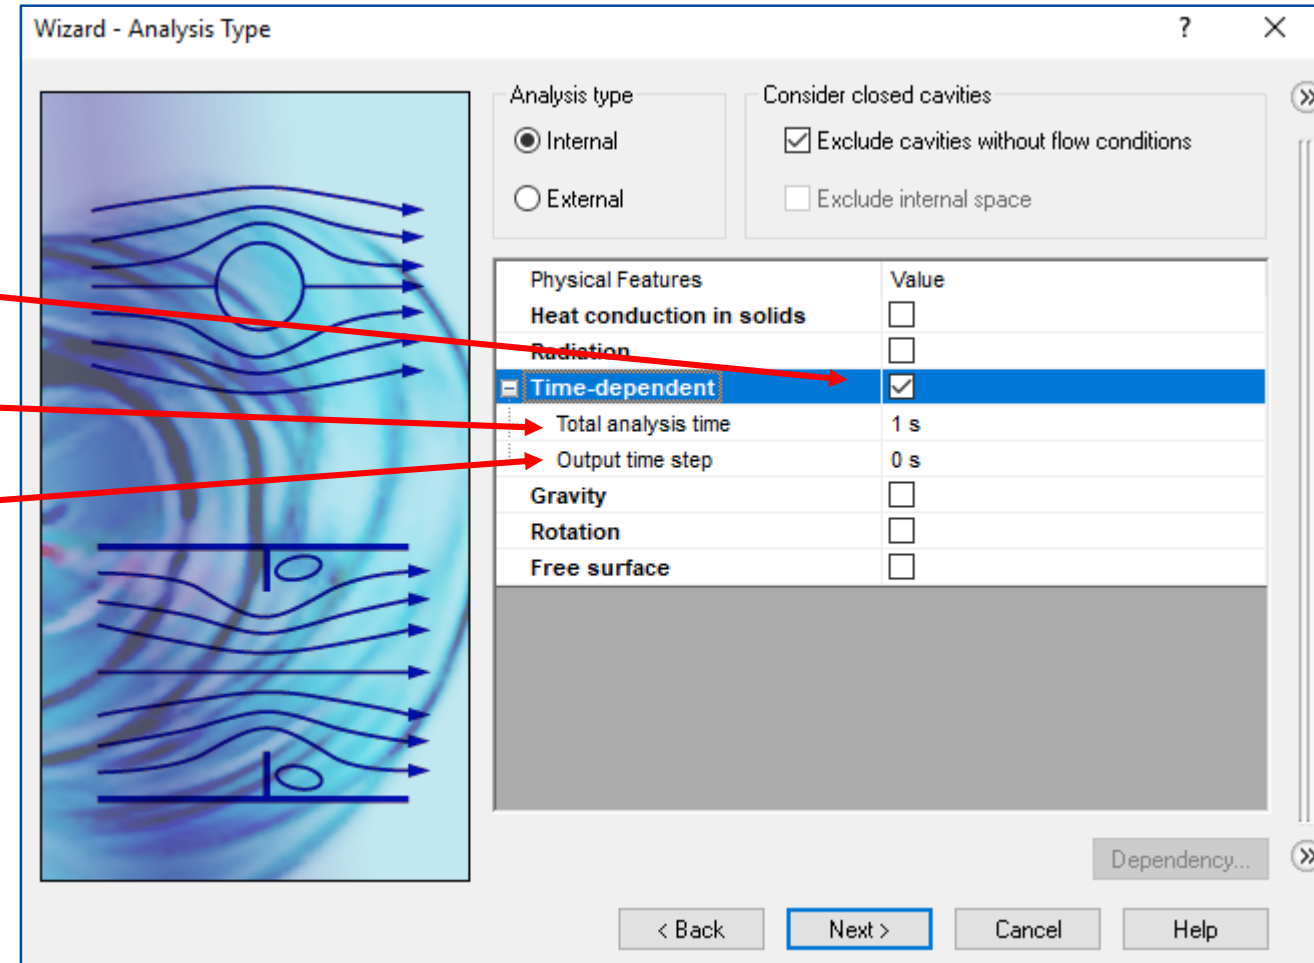 Wizard - Analysis Type
?
Analysis type
Consider closed cavities
Internal
Exclude cavities without flow conditions
External
Exclude internal space
Physical Features Value
Heat conduction in solids
Radiation
Time-dependent
Total analysis time 1 s
Output time step 0 s
Gravity
Rotation
Free surface
Dependency...
< Back
Next >
Cancel
Help